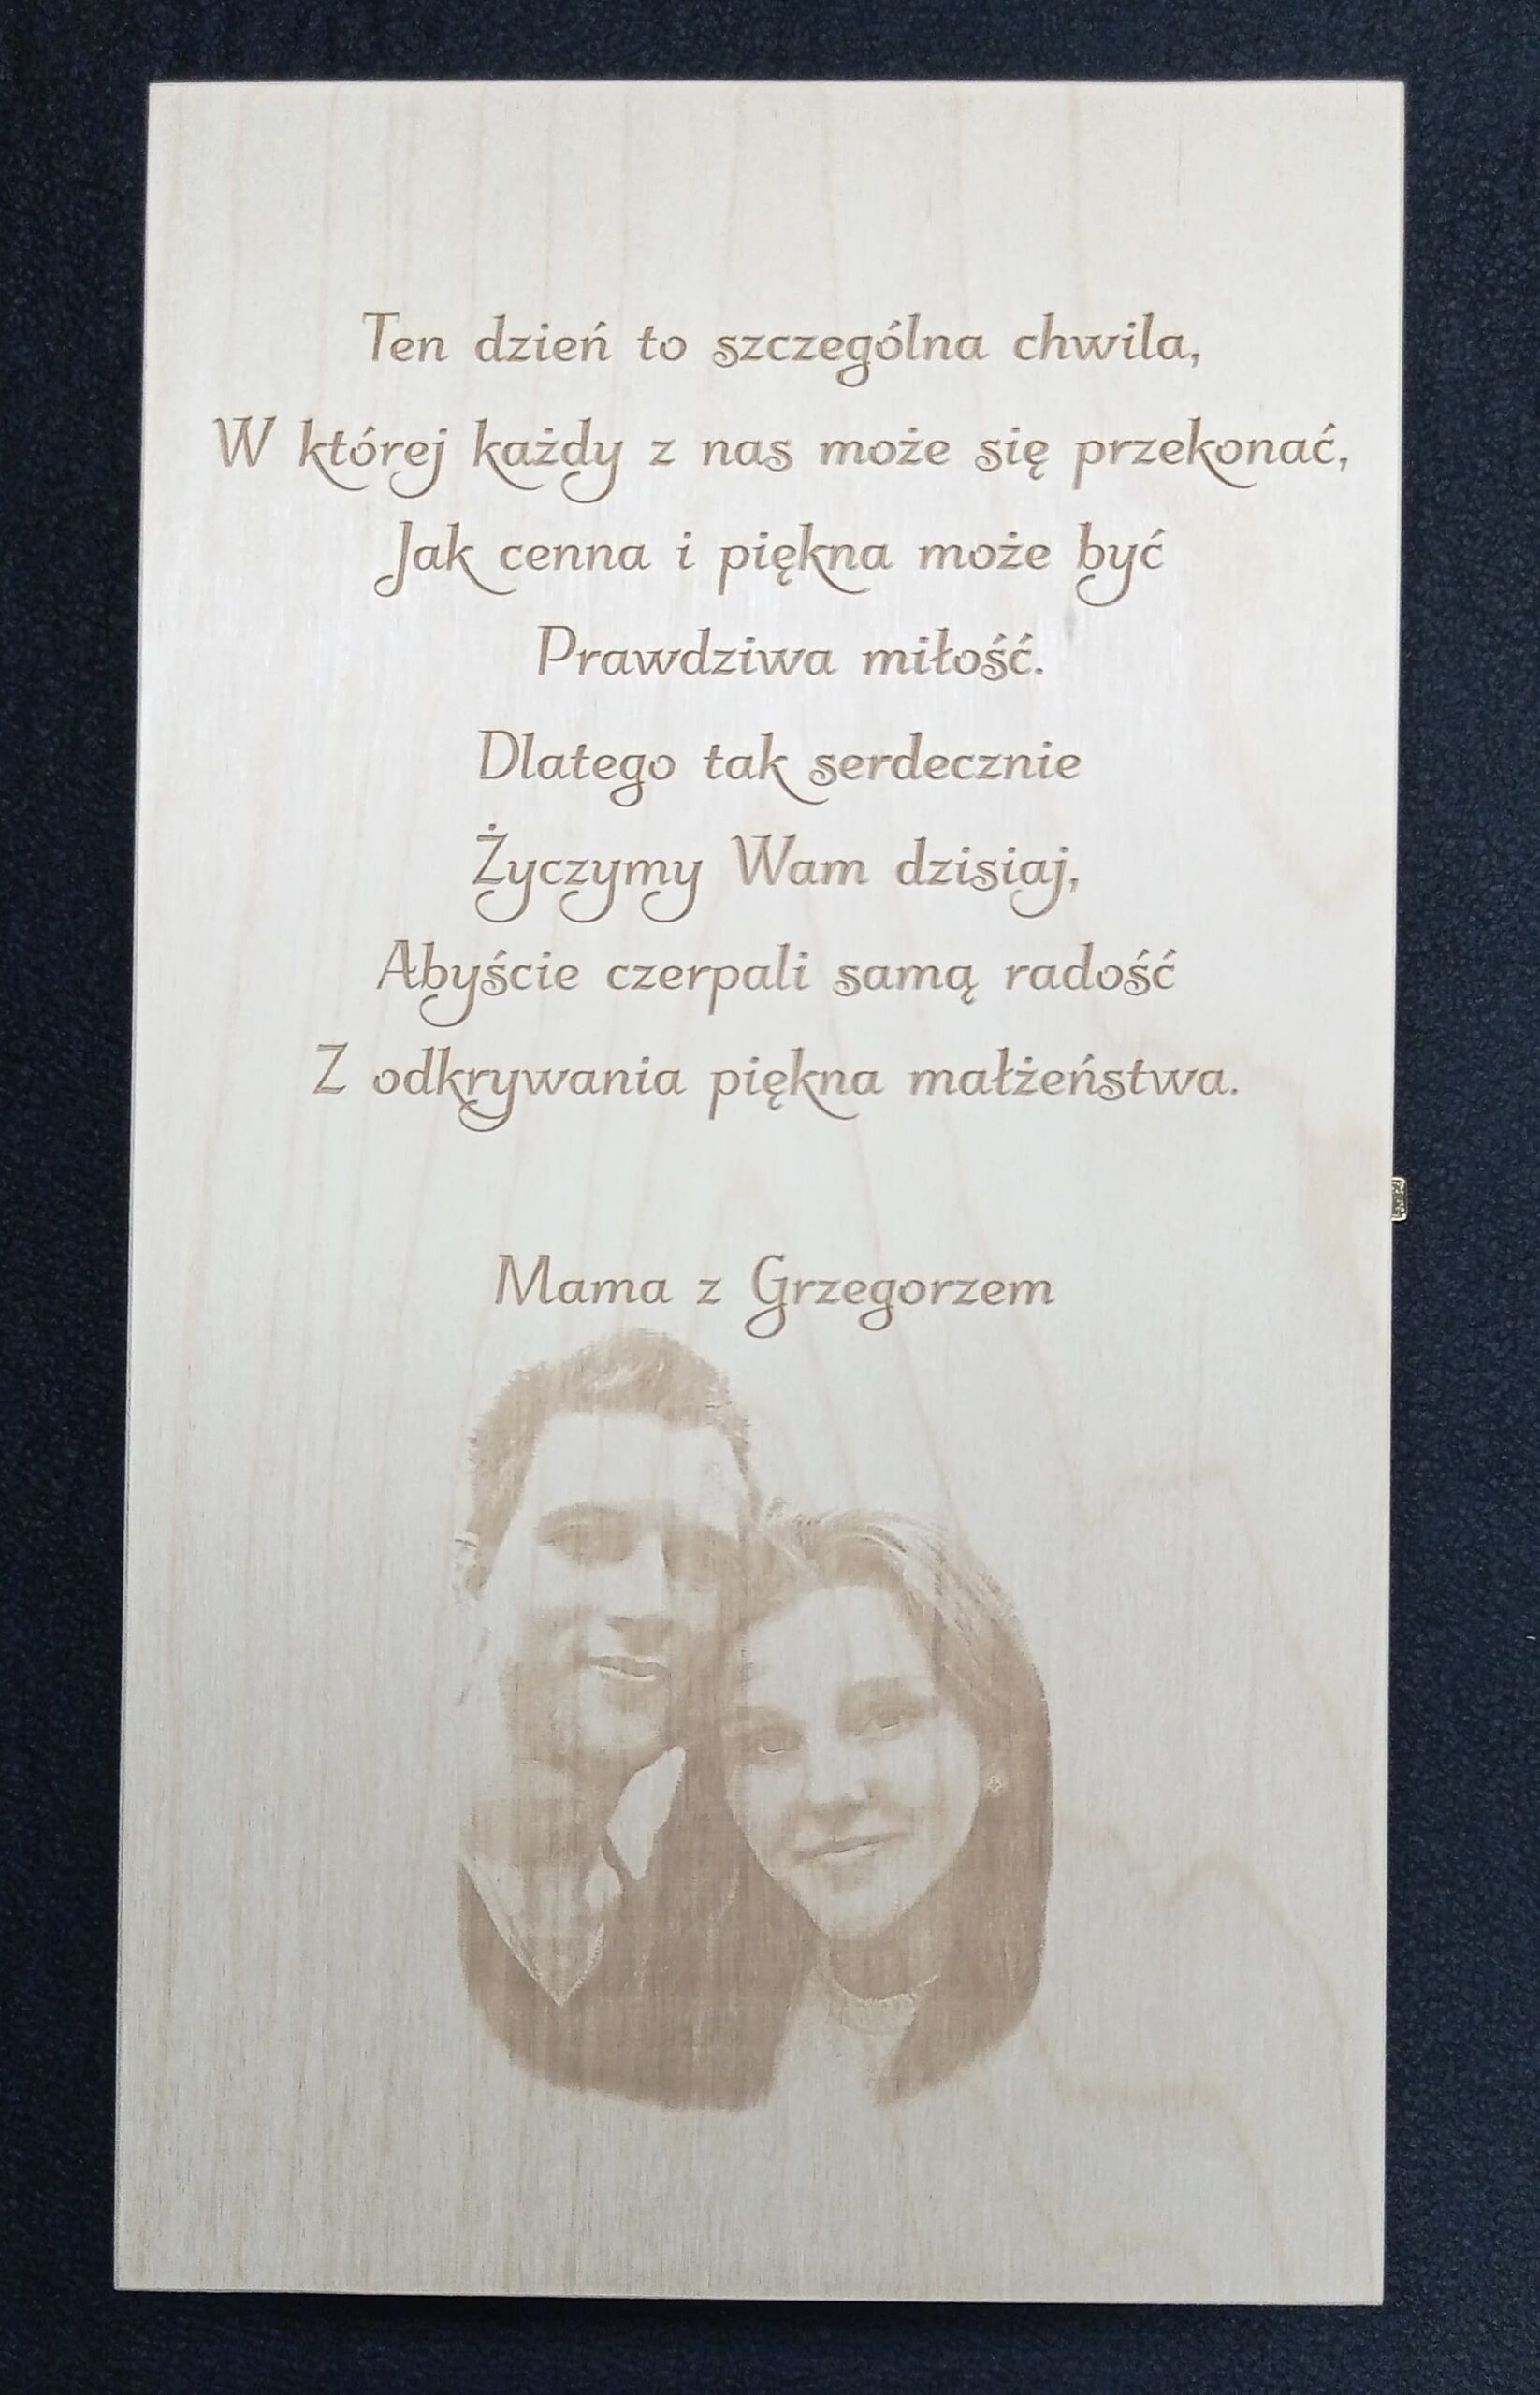 Ten dzień to szczególna chwila,
W której każdy z nas może się przekonać,
Jak cenna i piękna może być
Prawdziwa miłość.
Dlatego tak serdecznie
Życzymy Wam dzisiaj,
Abyście czerpali samą radość
Z odkrywania piękna małżeństwa.
Mama z Grzegorzem